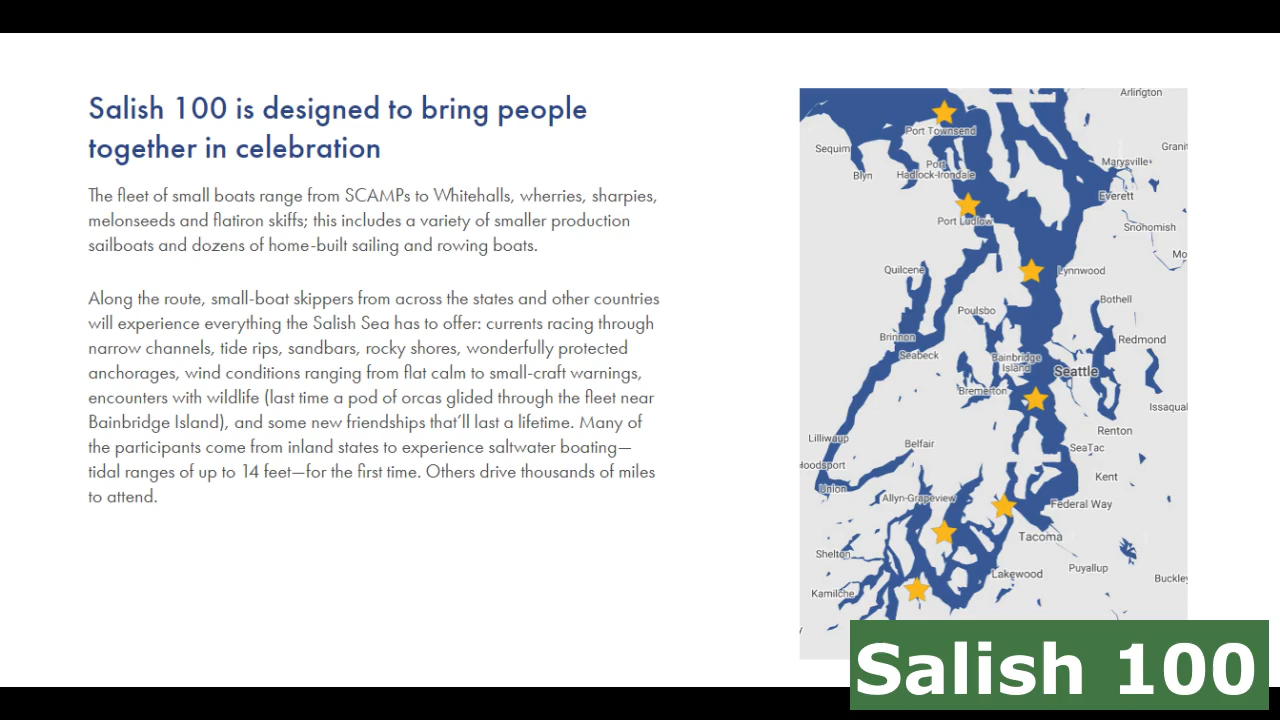 Salish 100 is designed to bring people
together in celebration
The fleet of small boats range from SCAMPs to Whitehalls, wherries, sharpies,
melonseeds and flatiron skiffs; this includes a variety of smaller production
sailboats and dozens of home-built sailing and rowing boats.
Along the route, small-boat skippers from across the states and other countries
will experience everything the Salish Sea has to offer: currents racing through
narrow channels, tide rips, sandbars, rocky shores, wonderfully protected
anchorages, wind conditions ranging from flat calm to small-craft warnings,
encounters with wildlife (last time a pod of orcas glided through the fleet near
Bainbridge Island), and some new friendships that'll last a lifetime. Many of
the participants come from inland states to experience saltwater boating—
tidal ranges of up to 14 feet—for the first time. Others drive thousands of miles
to attend.
Arlington
Port Townsend
Sequim
Granit
Port
Hadlock-Irondale
Marysville
Blyn
Everett
Port Ludlow
Snohomish
Mo
Quilcene
Lynnwood
Bothell
Poulsbo
Brinnon
Redmond
Seabeck
Bainbridge
Island
Seattle
Bremerton
Issaqual
Renton
Lilliwaup
Belfair
SeaTac
Hoodsport
Kent
Union
Allyn-Grapeview
Federal Way
Tacoma
Shelton
Puyallup
Lakewood
Buckley
Kamilche
y
Salish 100